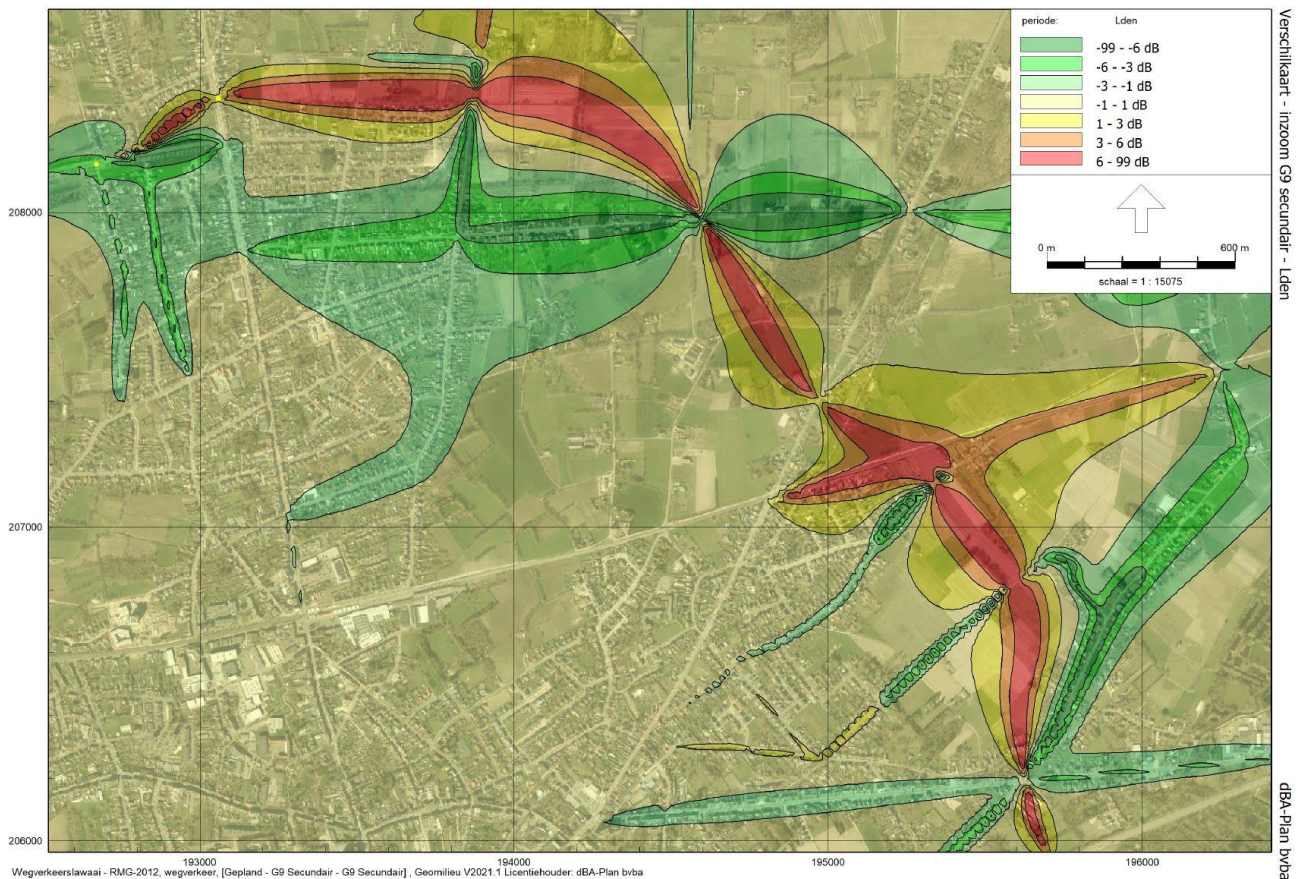 periode: Lden
-99 - -6 dB
-6 - -3 dB
-3 - -1 dB
-1 - 1 dB
1 - 3 dB
3 - 6 dB
6 - 99 dB
0 m 600 m
schaal = 1 : 15075
Verschilkaart - inzoom G9 secundair - Lden
dBA-Plan bvba
208000
207000
206000
193000 194000 195000 196000
Wegverkeerslawaai - RMG-2012, wegverkeer, [Gepland - G9 Secundair - G9 Secundair] , Geomilieu V2021.1 Licentiehouder: dBA-Plan bvba